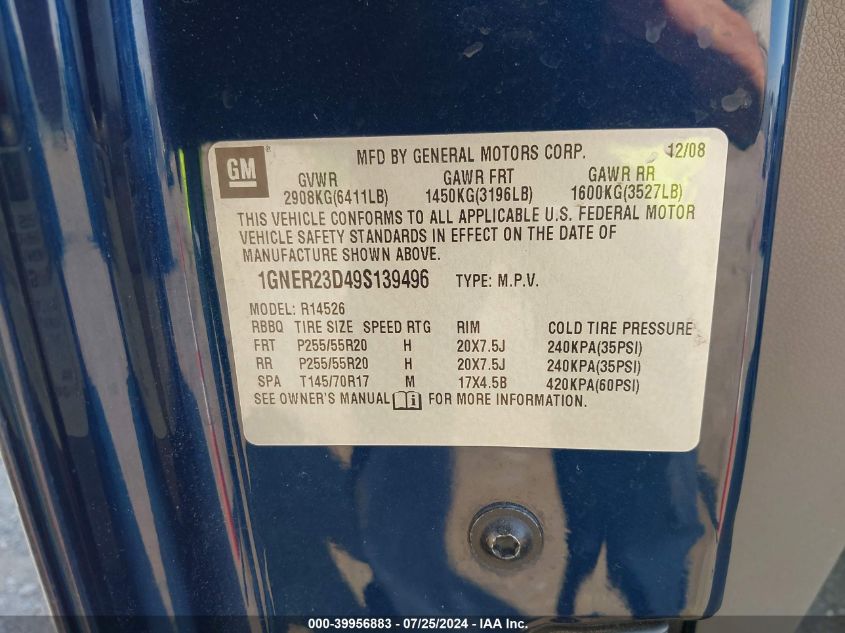 GM ® MFD BY GENERAL MOTORS CORP. 12/08
GVWR GAWR FRT GAWR RR
2908KG(6411LB) 1450KG(3196LB) 1600KG(3527LB)
THIS VEHICLE CONFORMS TO ALL APPLICABLE U.S. FEDERAL MOTOR
VEHICLE SAFETY STANDARDS IN EFFECT ON THE DATE OF
MANUFACTURE SHOWN ABOVE.
1GNER23D49S139496 TYPE: M.P.V.
MODEL: R14526
RBBQ TIRE SIZE SPEED RTG RIM COLD TIRE PRESSURE
FRT P255/55R20 H 20X7.5J 240KPA(35PSI)
RR P255/55R20 H 20X7.5J 240KPA(35PSI)
SPA T145/70R17 M 17X4.5B 420KPA(60PSI)
SEE OWNER'S MANUAL i FOR MORE INFORMATION.
000-39956883 / 07/25/2024 - IAA Inc.